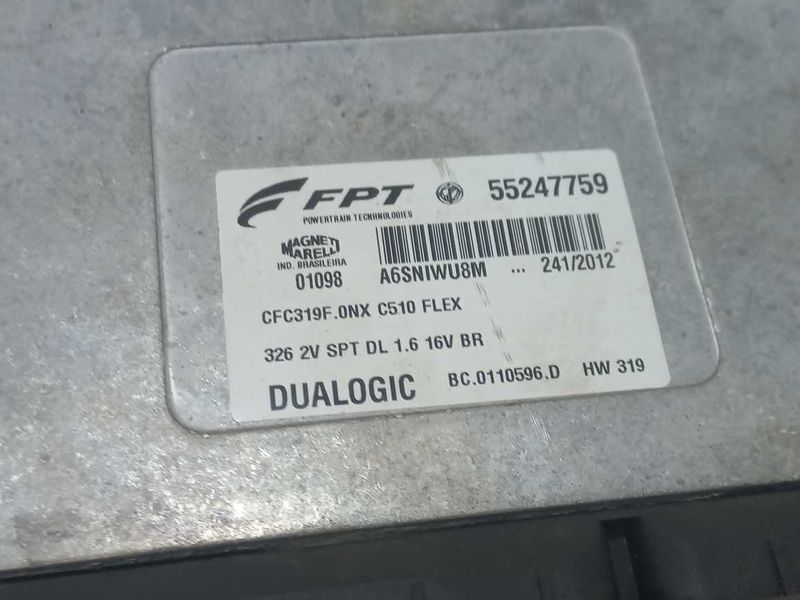 FPT 55247759
POWERTRAIN TECNHNOLOGIES
MAGNETI
MARELLI
IND. BRASILEIRA
01098 A6SNIWU8M ... 241/2012
CFC319F.0NX C510 FLEX
326 2V SPT DL 1.6 16V BR
DUALOGIC BC.0110596.D HW 319